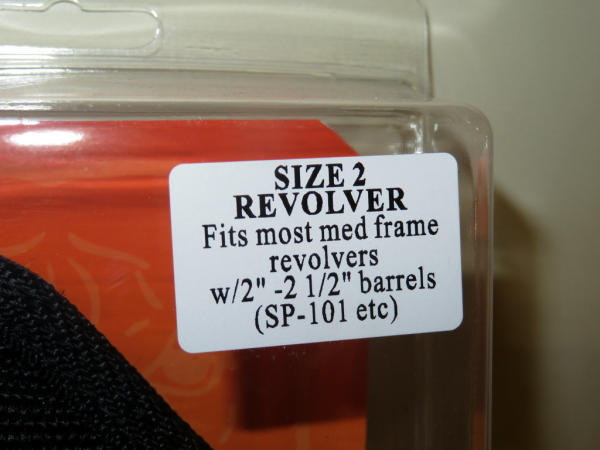 SIZE 2
REVOLVER
Fits most med frame
revolvers
w/2" -2 1/2" barrels
(SP-101 etc)